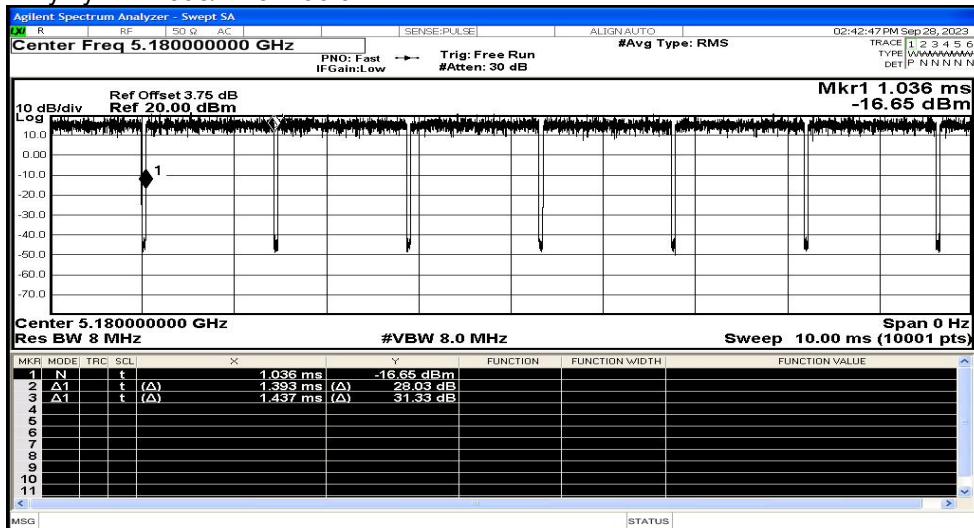 Agilent Spectrum Analyzer - Swept SA
LXI R RF 50 Ω AC SENSE:PULSE ALIGN AUTO 02:42:47 PM Sep 28, 2023
Center Freq 5.180000000 GHz
PNO: Fast
IFGain:Low
Trig: Free Run
#Atten: 30 dB
#Avg Type: RMS
TRACE 1 2 3 4 5 6
TYPE
DET P N N N N N
Ref Offset 3.75 dB
10 dB/div Ref 20.00 dBm
Mkr1 1.036 ms
-16.65 dBm
Log
10.0
0.00
1
-10.0
-20.0
-30.0
-40.0
-50.0
-60.0
-70.0
Center 5.180000000 GHz Span 0 Hz
Res BW 8 MHz #VBW 8.0 MHz Sweep 10.00 ms (10001 pts)
MKR MODE TRC SCL X Y FUNCTION FUNCTION WIDTH FUNCTION VALUE
1 N t 1.036 ms -16.65 dBm
2 Δ1 t (Δ) 1.393 ms (Δ) 28.03 dB
3 Δ1 t (Δ) 1.437 ms (Δ) 31.33 dB
4
5
6
7
8
9
10
11
MSG STATUS